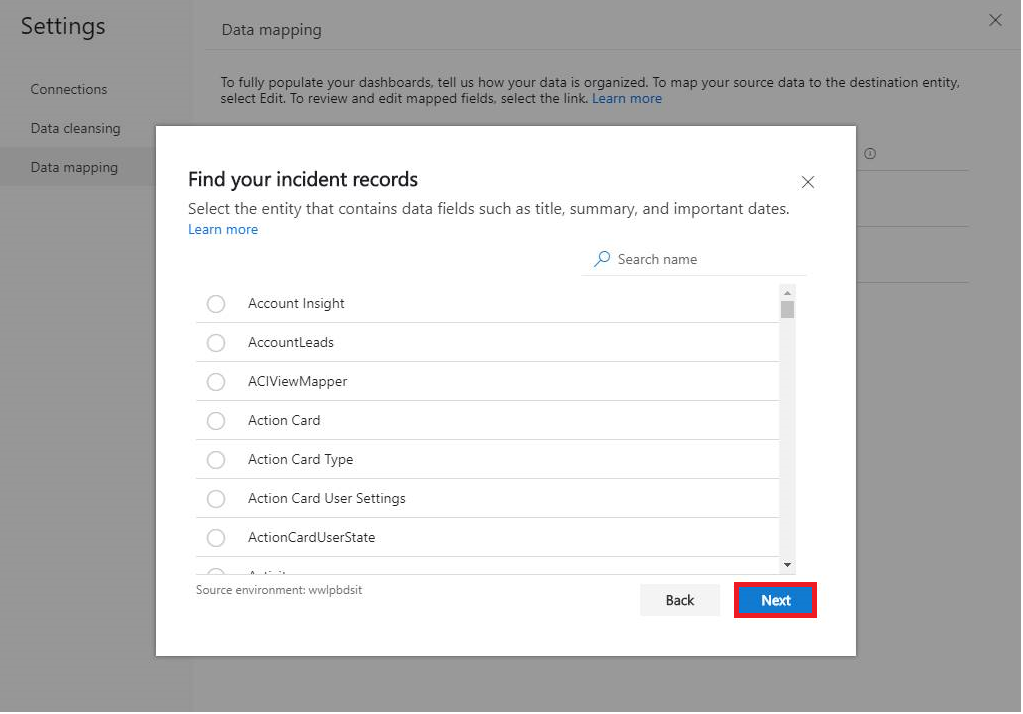 Settings
Data mapping
Connections
Data cleansing
Data mapping
To fully populate your dashboards, tell us how your data is organized. To map your source data to the destination entity,
select Edit. To review and edit mapped fields, select the link. Learn more
Find your incident records
Select the entity that contains data fields such as title, summary, and important dates.
Learn more
Search name
Account Insight
AccountLeads
ACIViewMapper
Action Card
Action Card Type
Action Card User Settings
ActionCardUserState
Source environment: wwlpbdsit
Back
Next